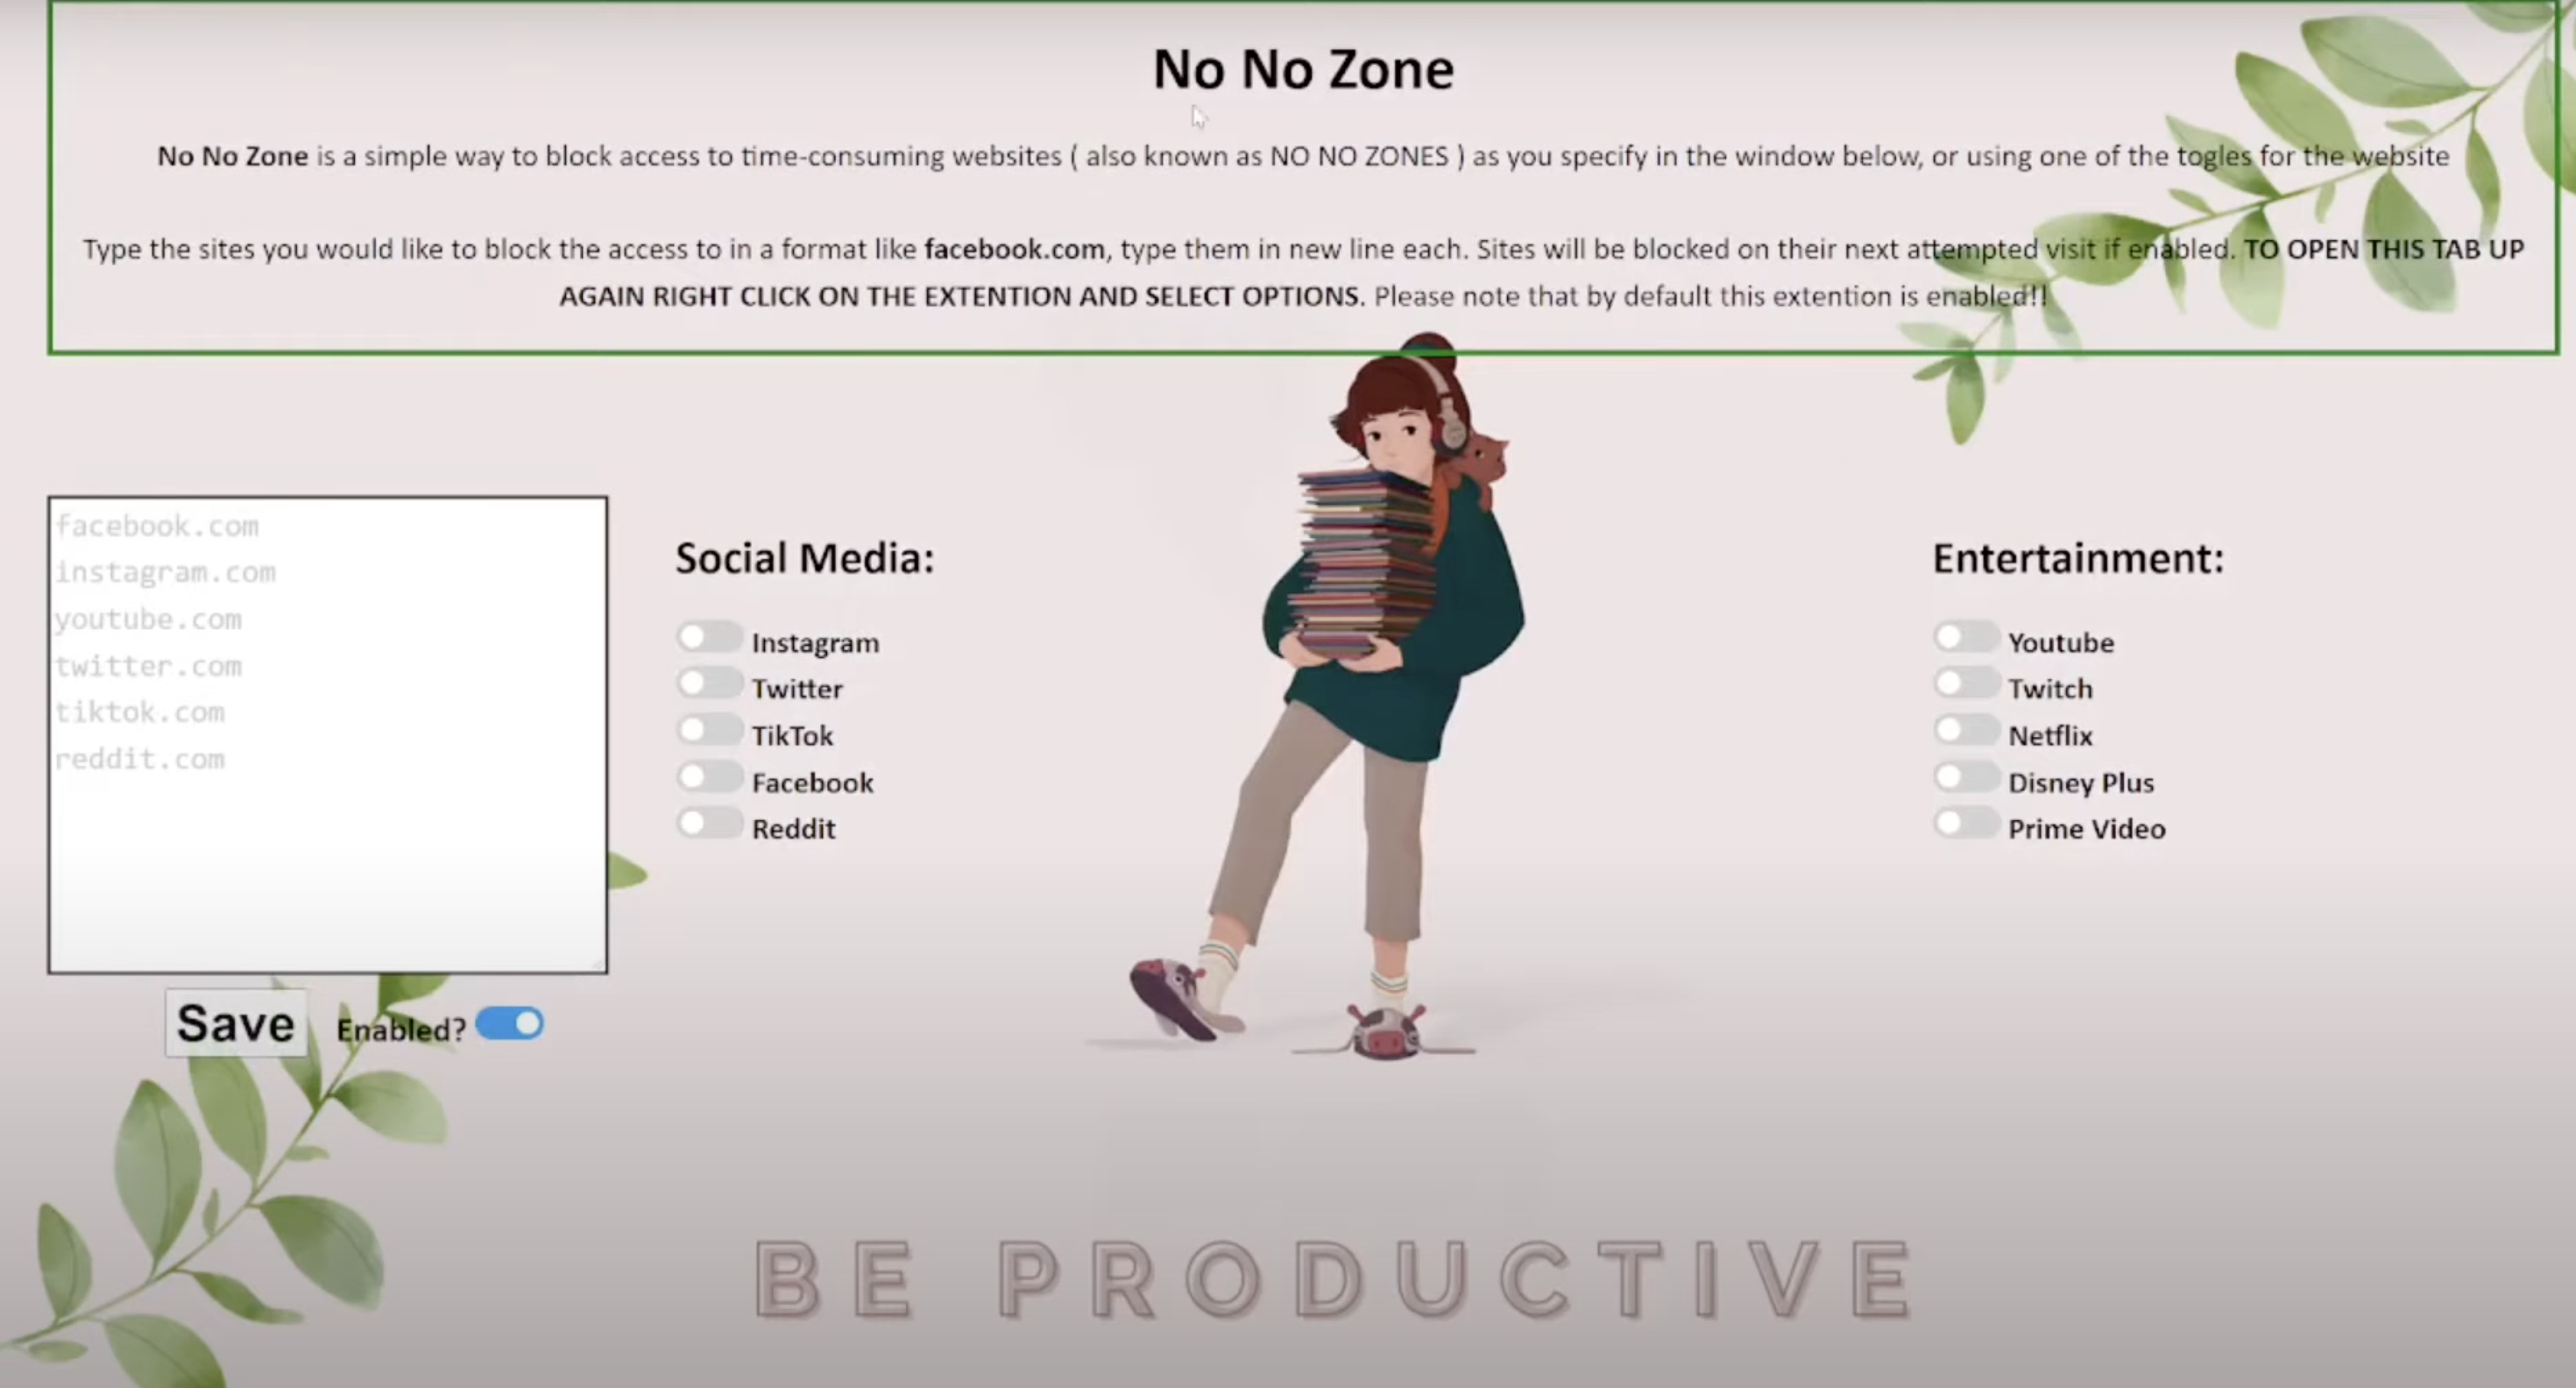 No No Zone
No No Zone is a simple way to block access to time-consuming websites ( also known as NO NO ZONES ) as you specify in the window below, or using one of the togles for the website
Type the sites you would like to block the access to in a format like facebook.com, type them in new line each. Sites will be blocked on their next attempted visit if enabled. TO OPEN THIS TAB UP
AGAIN RIGHT CLICK ON THE EXTENTION AND SELECT OPTIONS. Please note that by default this extention is enabled!!
facebook.com
instagram.com
youtube.com
twitter.com
tiktok.com
reddit.com
Save
Enabled?
Social Media:
Instagram
Twitter
TikTok
Facebook
Reddit
Entertainment:
Youtube
Twitch
Netflix
Disney Plus
Prime Video
BE PRODUCTIVE